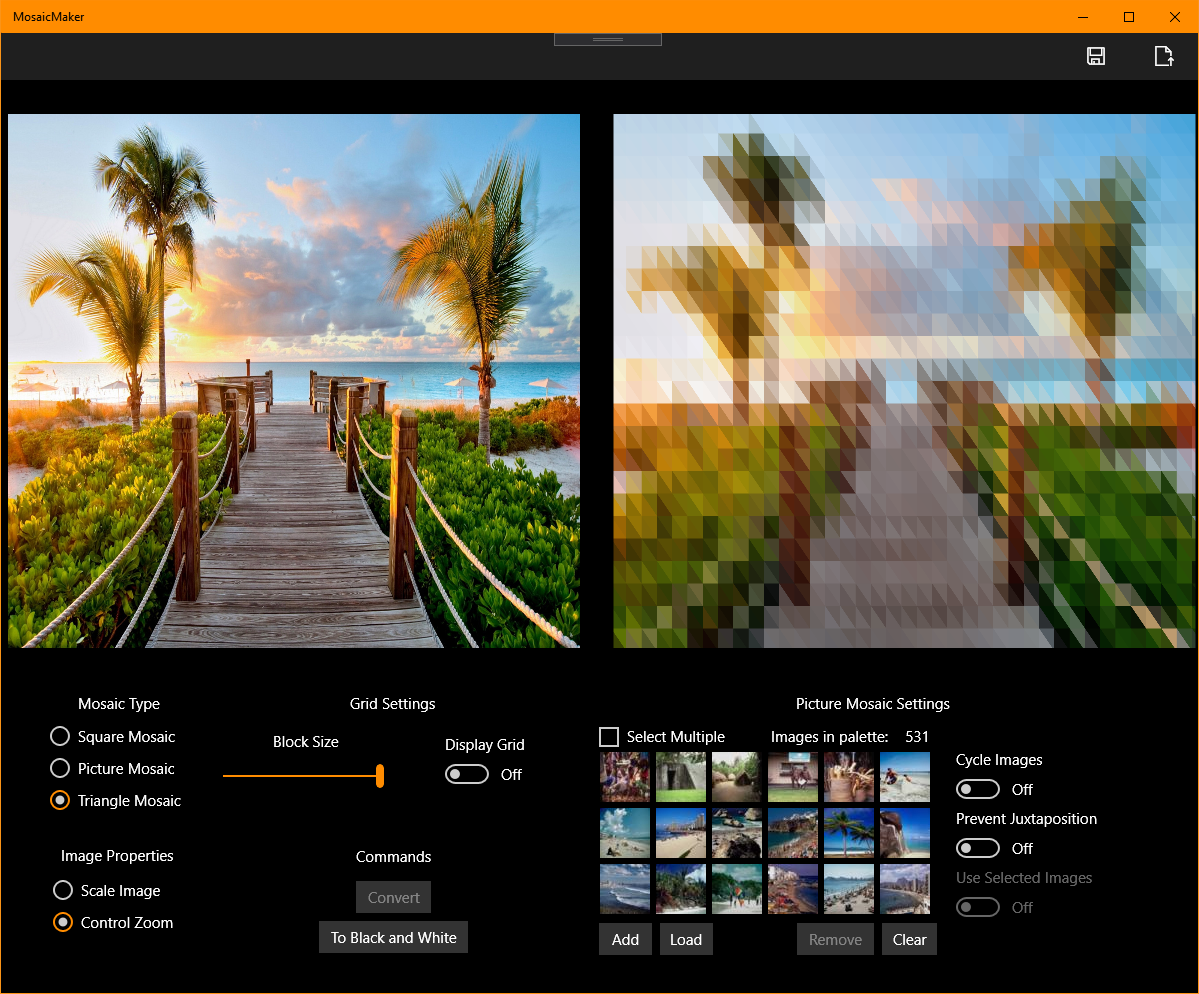 MosaicMaker
Mosaic Type
Square Mosaic
Picture Mosaic
Triangle Mosaic
Image Properties
Scale Image
Control Zoom
Grid Settings
Block Size
Display Grid
Off
Commands
Convert
To Black and White
Picture Mosaic Settings
Select Multiple Images in palette: 531
Cycle Images
Off
Prevent Juxtaposition
Off
Use Selected Images
Off
Add Load Remove Clear